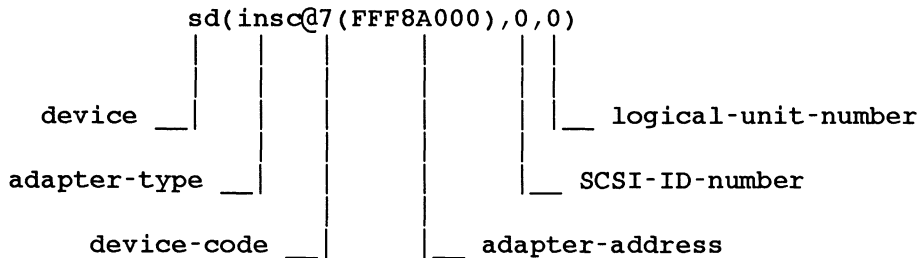 sd(insc@7(FFF8A000),0,0)
device logical-unit-number
adapter-type SCSI-ID-number
device-code adapter-address